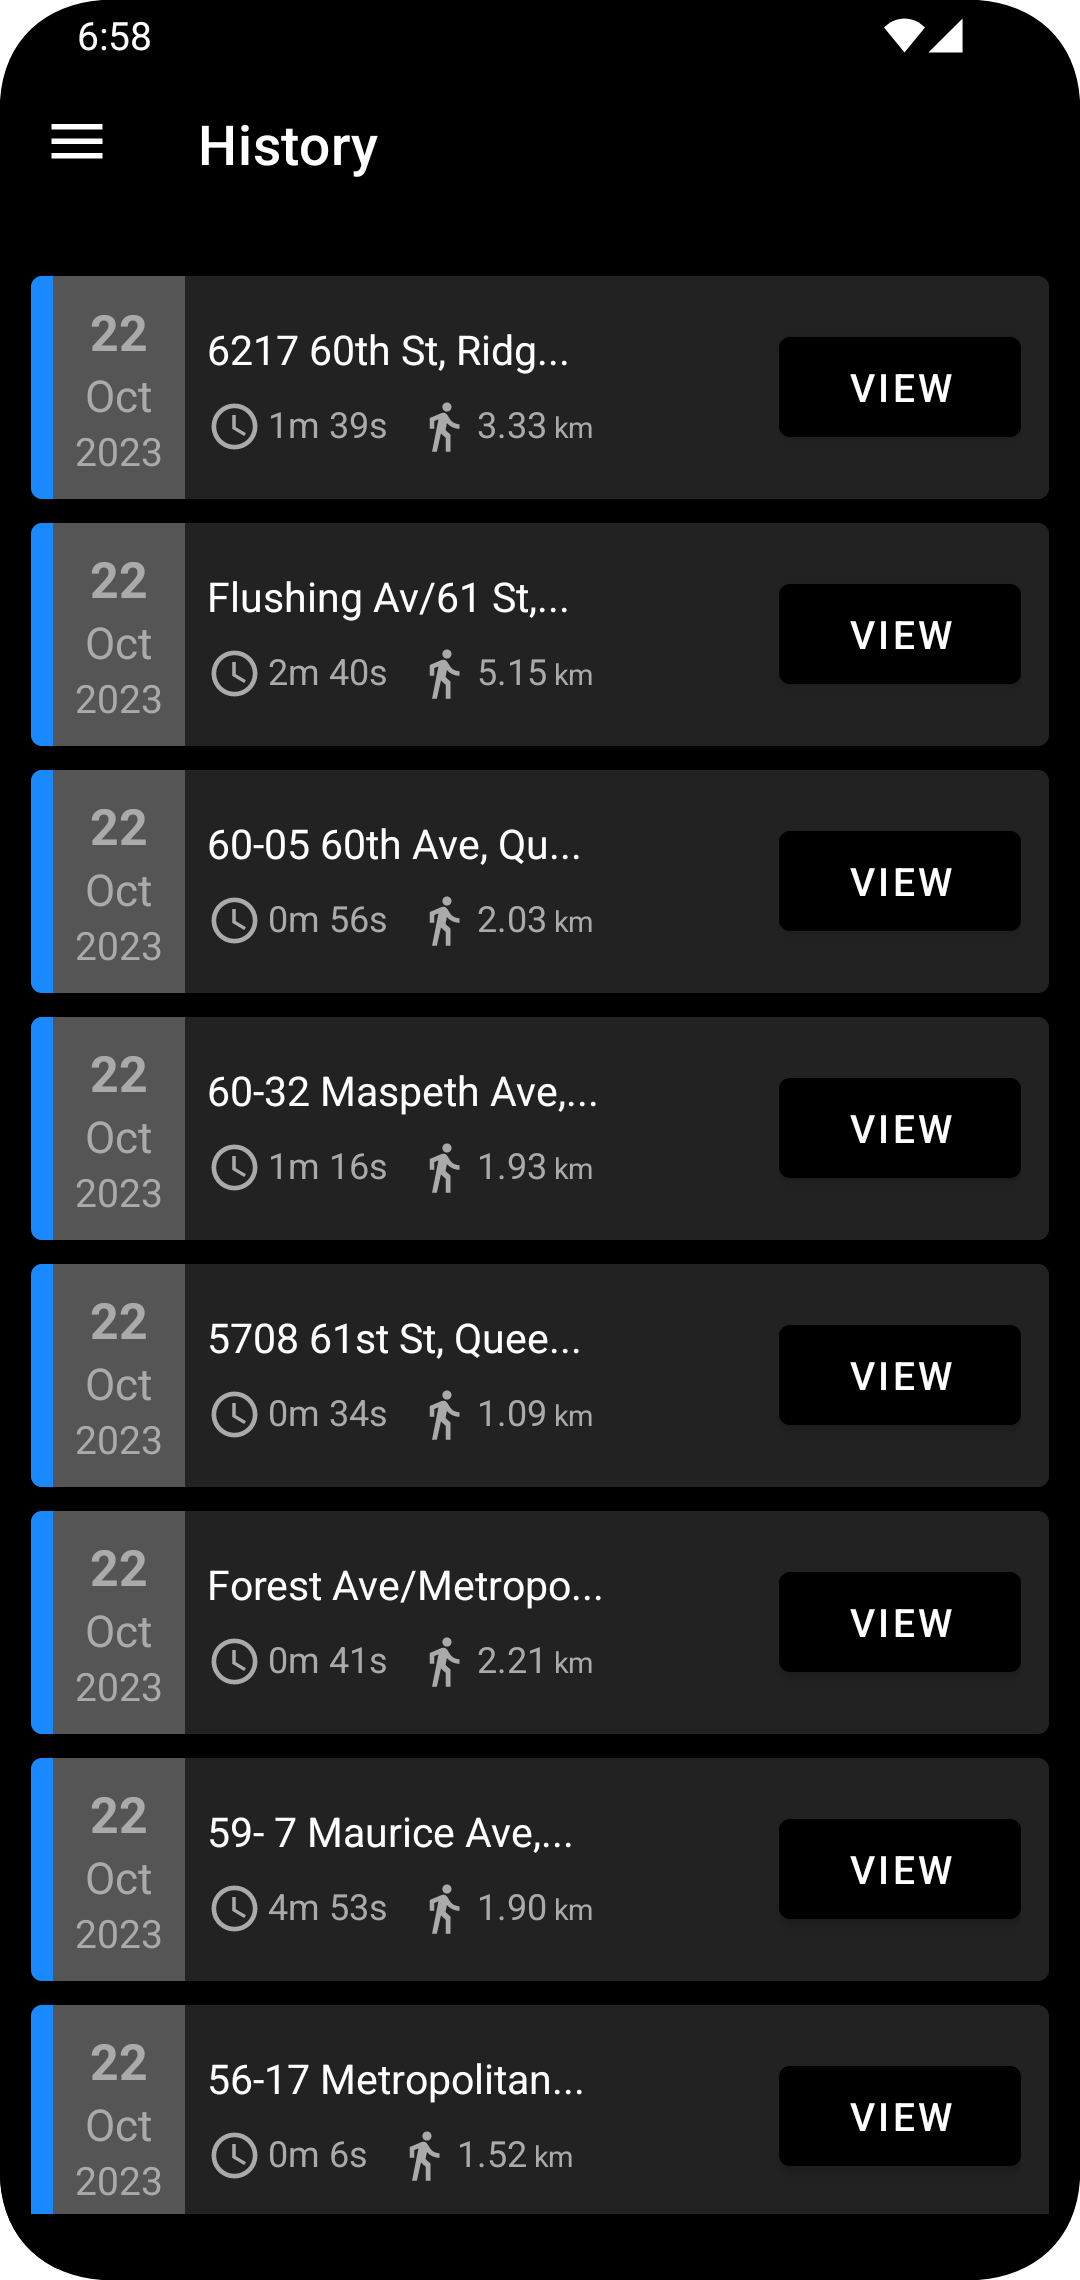 6:58
History
22
Oct
2023
6217 60th St, Ridg...
1m 39s 3.33 km
VIEW
22
Oct
2023
Flushing Av/61 St,...
2m 40s 5.15 km
VIEW
22
Oct
2023
60-05 60th Ave, Qu...
0m 56s 2.03 km
VIEW
22
Oct
2023
60-32 Maspeth Ave,...
1m 16s 1.93 km
VIEW
22
Oct
2023
5708 61st St, Quee...
0m 34s 1.09 km
VIEW
22
Oct
2023
Forest Ave/Metropo...
0m 41s 2.21 km
VIEW
22
Oct
2023
59- 7 Maurice Ave,...
4m 53s 1.90 km
VIEW
22
Oct
2023
56-17 Metropolitan...
0m 6s 1.52 km
VIEW